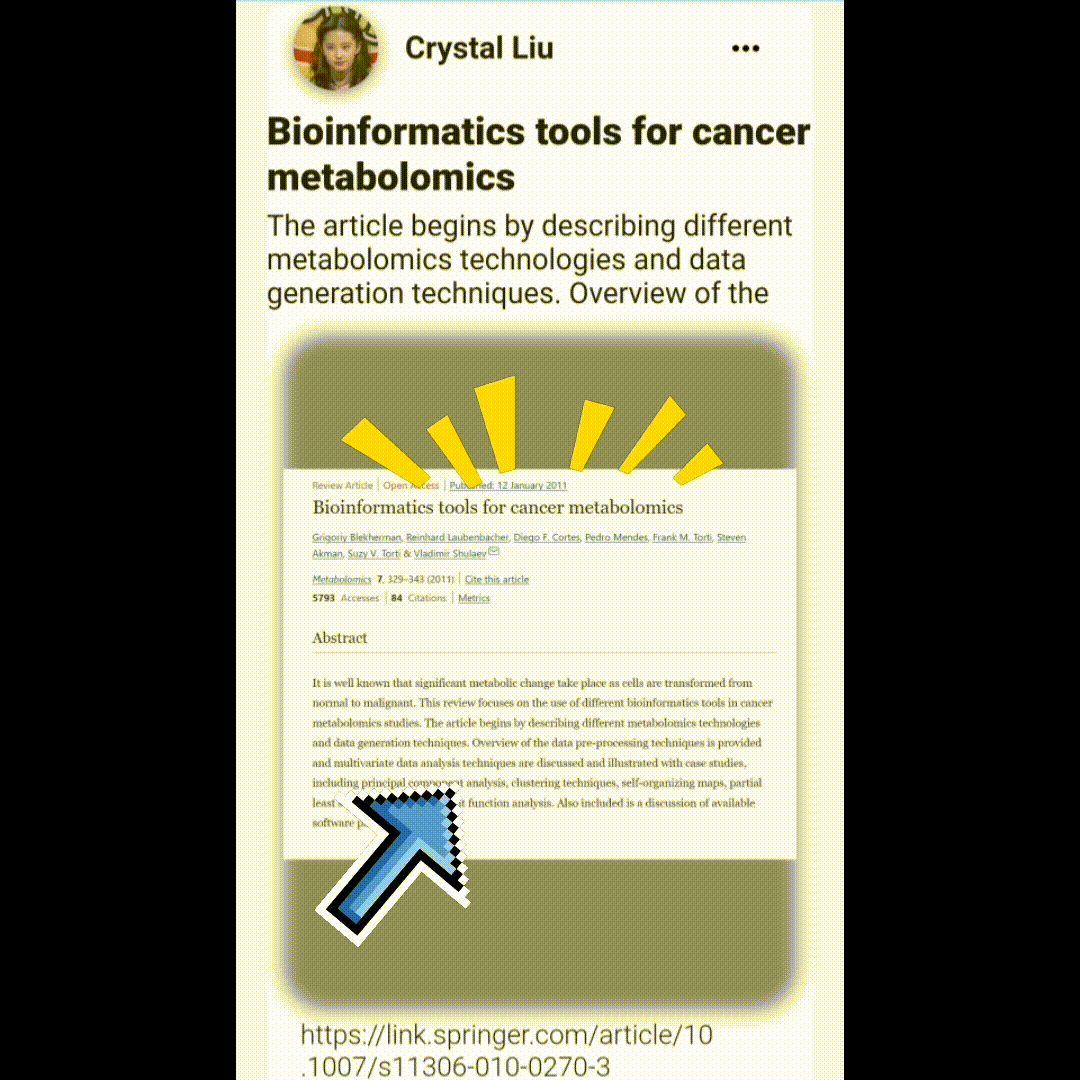 Crystal Liu
Bioinformatics tools for cancer
metabolomics
The article begins by describing different
metabolomics technologies and data
generation techniques. Overview of the
Review Article | Open | Published: 12 January 2011
Bioinformatics tools for cancer metabolomics
Grigoriy Blekherman, Reinhard Laubenbacher, Diego F. Cortes, Pedro Mendes, Frank M. Torti, Steven
Akman, Suzy V. Torti & Vladimir Shulaev
Metabolomics 7, 329–343 (2011) | Cite this article
5793 Accesses | 84 Citations | Metrics
Abstract
It is well known that significant metabolic change take place as cells are transformed from
normal to malignant. This review focuses on the use of different bioinformatics tools in cancer
metabolomics studies. The article begins by describing different metabolomics technologies
and data generation techniques. Overview of the data pre-processing techniques is provided
and multivariate data analysis techniques are discussed and illustrated with case studies,
including principal component analysis, clustering techniques, self-organizing maps, partial
least function analysis. Also included is a discussion of available
software
https://link.springer.com/article/10
.1007/s11306-010-0270-3